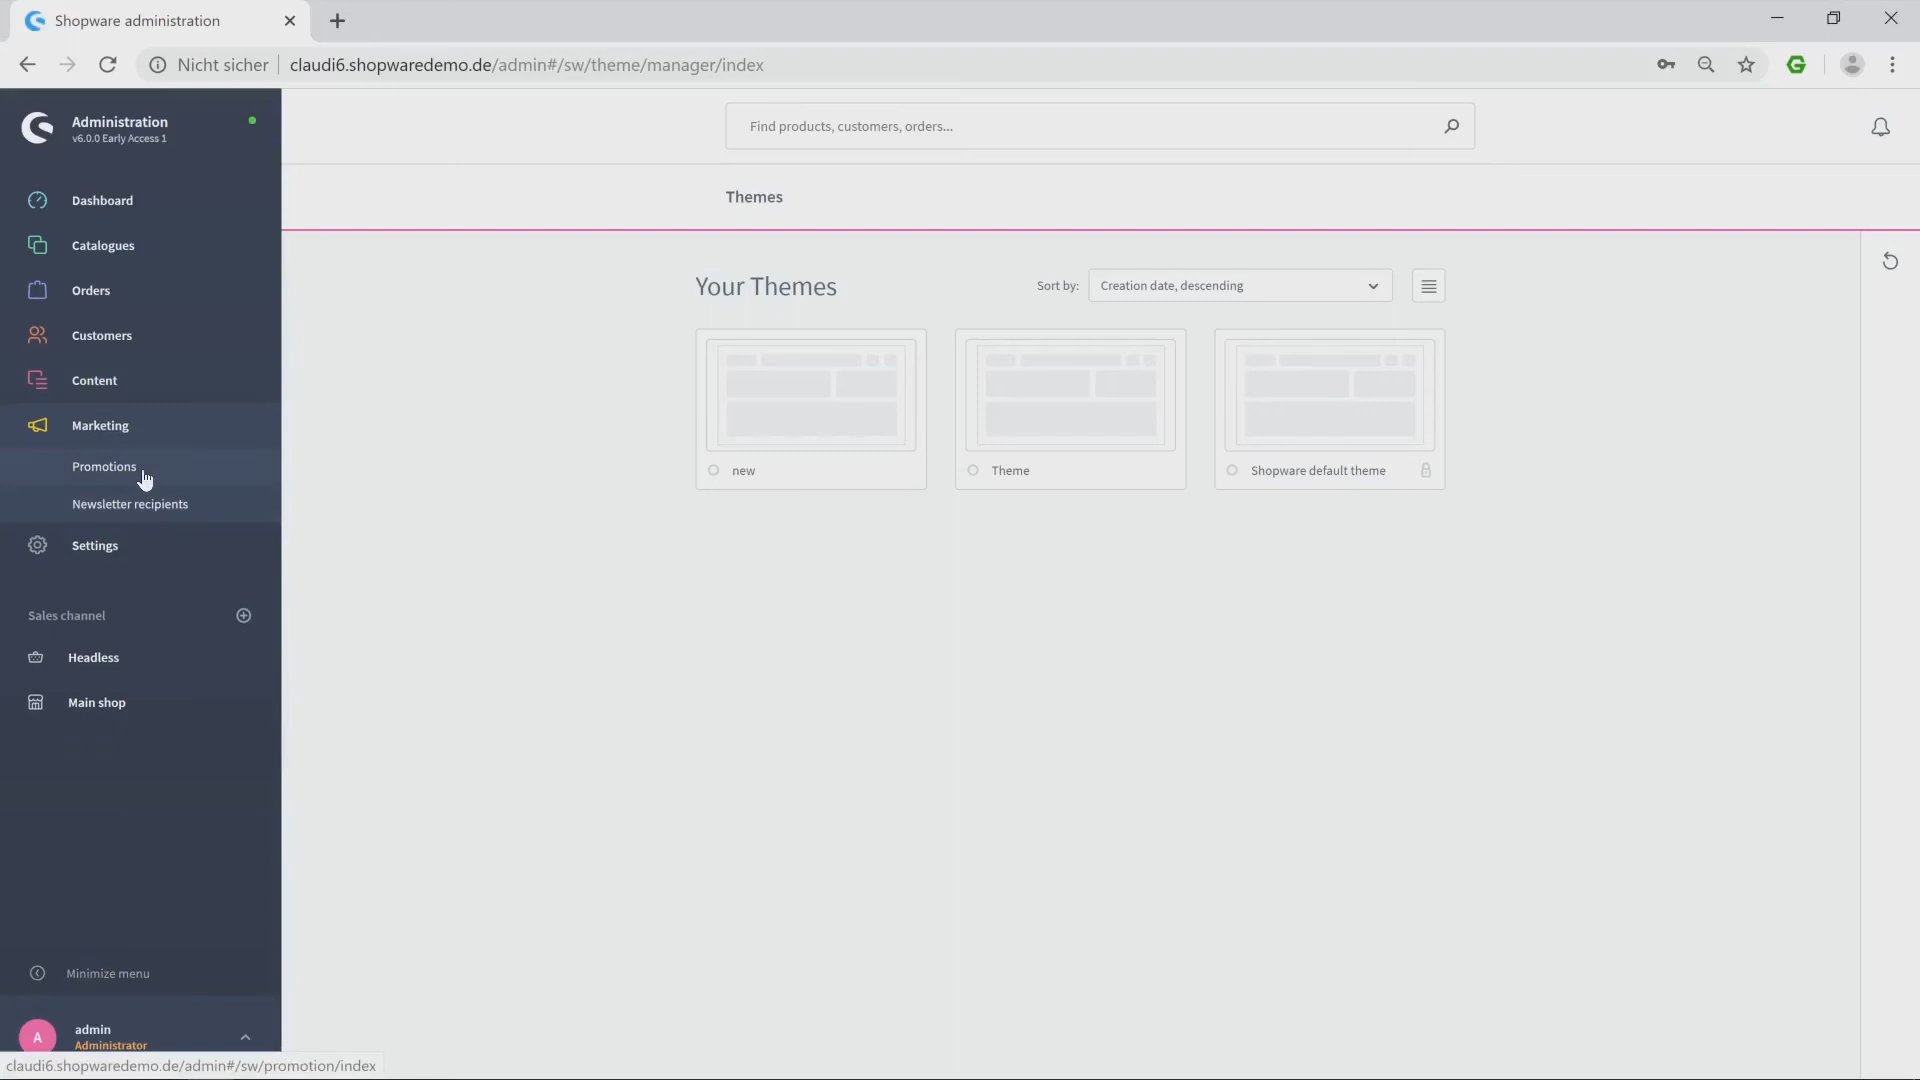 Shopware administration
Nicht sicher
claudi6.shopwaredemo.de/admin#/sw/theme/manager/index
Administration
v6.0.0 Early Access 1
Find products, customers, orders...
Themes
Dashboard
Catalogues
Orders
Customers
Content
Marketing
Promotions
Newsletter recipients
Settings
Sales channel
Headless
Main shop
Your Themes
Sort by:
Creation date, descending
new
Theme
Shopware default theme
Minimize menu
A
admin
Administrator
claudi6.shopwaredemo.de/admin#/sw/promotion/index